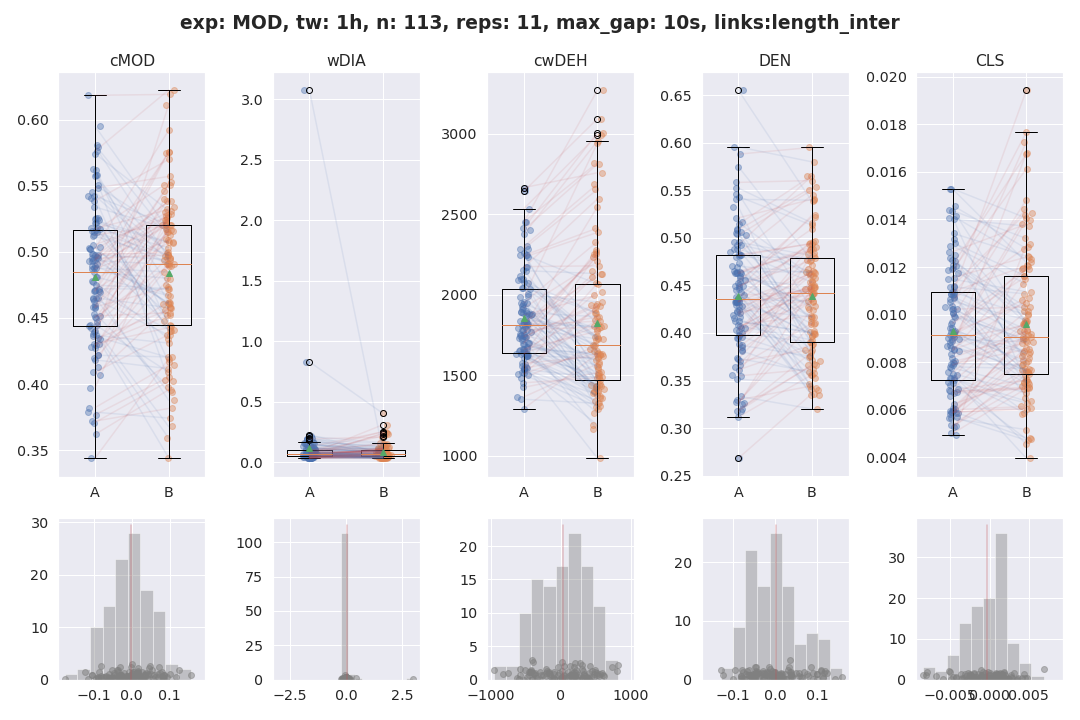 exp: MOD, tw: 1h, n: 113, reps: 11, max_gap: 10s, links:length_inter
cMOD
wDIA
cwDEH
DEN
CLS
0.60
0.55
0.50
0.45
0.40
0.35
A
B
3.0
2.5
2.0
1.5
1.0
0.5
0.0
A
B
3000
2500
2000
1500
1000
A
B
0.65
0.60
0.55
0.50
0.45
0.40
0.35
0.30
0.25
A
B
0.020
0.018
0.016
0.014
0.012
0.010
0.008
0.006
0.004
A
B
30
20
10
0
−0.1 0.0 0.1
100
75
50
25
0
−2.5 0.0 2.5
20
15
10
5
0
−1000 0 1000
20
10
0
−0.1 0.0 0.1
30
20
10
0
−0.005 0.000 0.005